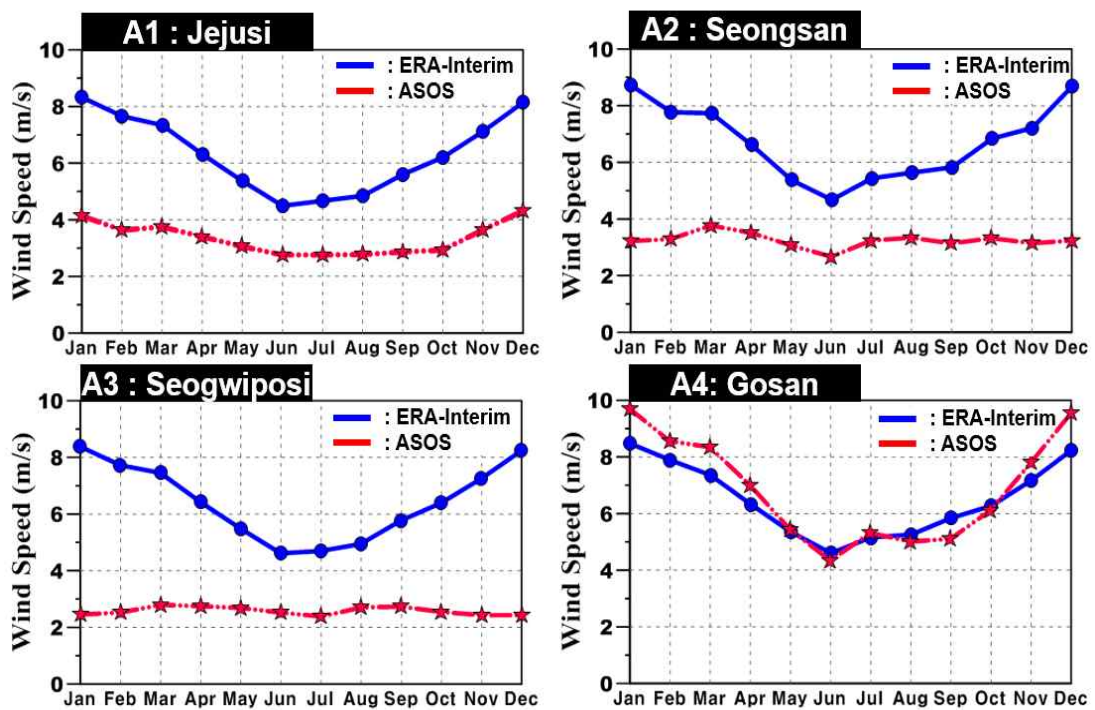 A1 : Jejusi
Wind Speed (m/s)
10
8
6
4
2
0
: ERA-Interim
: ASOS
Jan Feb Mar Apr May Jun Jul Aug Sep Oct Nov Dec
A2 : Seongsan
Wind Speed (m/s)
10
8
6
4
2
0
: ERA-Interim
: ASOS
Jan Feb Mar Apr May Jun Jul Aug Sep Oct Nov Dec
A3 : Seogwiposi
Wind Speed (m/s)
10
8
6
4
2
0
: ERA-Interim
: ASOS
Jan Feb Mar Apr May Jun Jul Aug Sep Oct Nov Dec
A4: Gosan
Wind Speed (m/s)
10
8
6
4
2
0
: ERA-Interim
: ASOS
Jan Feb Mar Apr May Jun Jul Aug Sep Oct Nov Dec